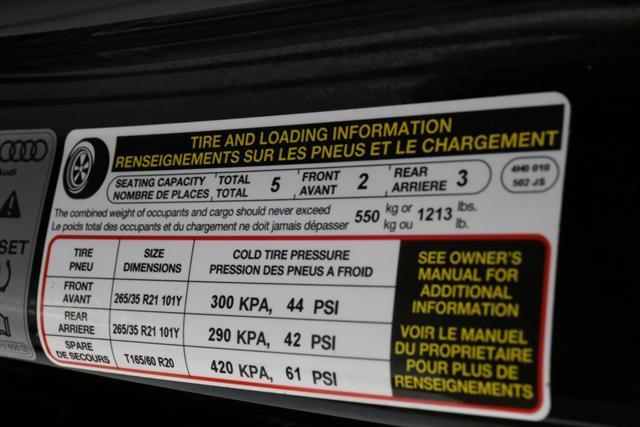 TIRE AND LOADING INFORMATION
RENSEIGNEMENTS SUR LES PNEUS ET LE CHARGEMENT
SEATING CAPACITY TOTAL 5 FRONT 2 REAR 3
NOMBRE DE PLACES, TOTAL AVANT ARRIERE
4H0 010
502 JS
The combined weight of occupants and cargo should never exceed 550 kg or 1213 lbs.
Le poids total des occupants et du chargement ne doit jamais dépasser kg ou lb.
TIRE SIZE COLD TIRE PRESSURE
PNEU DIMENSIONS PRESSION DES PNEUS A FROID
FRONT
AVANT 265/35 R21 101Y 300 KPA, 44 PSI
REAR
ARRIERE 265/35 R21 101Y 290 KPA, 42 PSI
SPARE
DE SECOURS T165/60 R20 420 KPA, 61 PSI
SEE OWNER'S
MANUAL FOR
ADDITIONAL
INFORMATION
VOIR LE MANUEL
DU PROPRIETAIRE
POUR PLUS DE
RENSEIGNEMENTS
SET